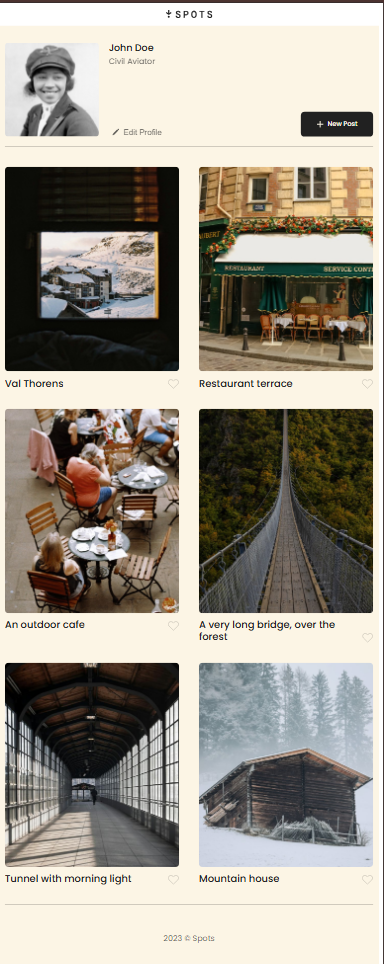 SPOTS
John Doe
Civil Aviator
Edit Profile
+ New Post
RESTAURANT SERVICE CONT
Val Thorens
Restaurant terrace
An outdoor cafe
A very long bridge, over the
forest
Tunnel with morning light
Mountain house
2023 © Spots